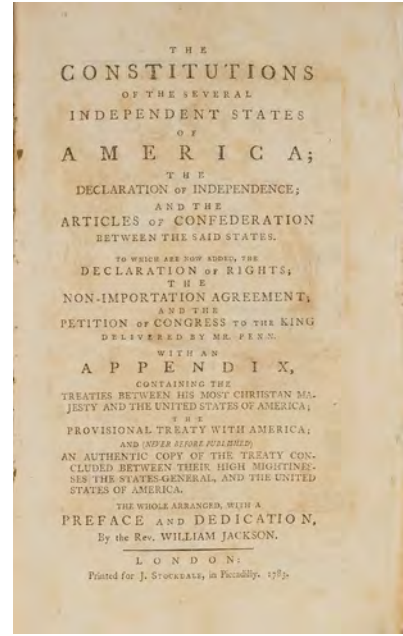 THE
CONSTITUTIONS
OF THE SEVERAL
INDEPENDENT STATES
OF
AMERICA;
THE
DECLARATION OF INDEPENDENCE;
AND THE
ARTICLES OF CONFEDERATION
BETWEEN THE SAID STATES.
TO WHICH ARE NOW ADDED, THE
DECLARATION OF RIGHTS;
THE
NON-IMPORTATION AGREEMENT;
AND THE
PETITION OF CONGRESS TO THE KING
DELIVERED BY MR. PENN.
WITH AN
APPENDIX,
CONTAINING THE
TREATIES BETWEEN HIS MOST CHRISTIAN MA-
JESTY AND THE UNITED STATES OF AMERICA;
THE
PROVISIONAL TREATY WITH AMERICA;
AND (NEVER BEFORE PUBLISHED)
AN AUTHENTIC COPY OF THE TREATY CON-
CLUDED BETWEEN THEIR HIGH MIGHTINES-
SES THE STATES-GENERAL, AND THE UNITED
STATES OF AMERICA.
THE WHOLE ARRANGED, WITH A
PREFACE AND DEDICATION,
By the Rev. WILLIAM JACKSON.
LONDON:
Printed for J. STOCKDALE, in Piccadilly. 1783.